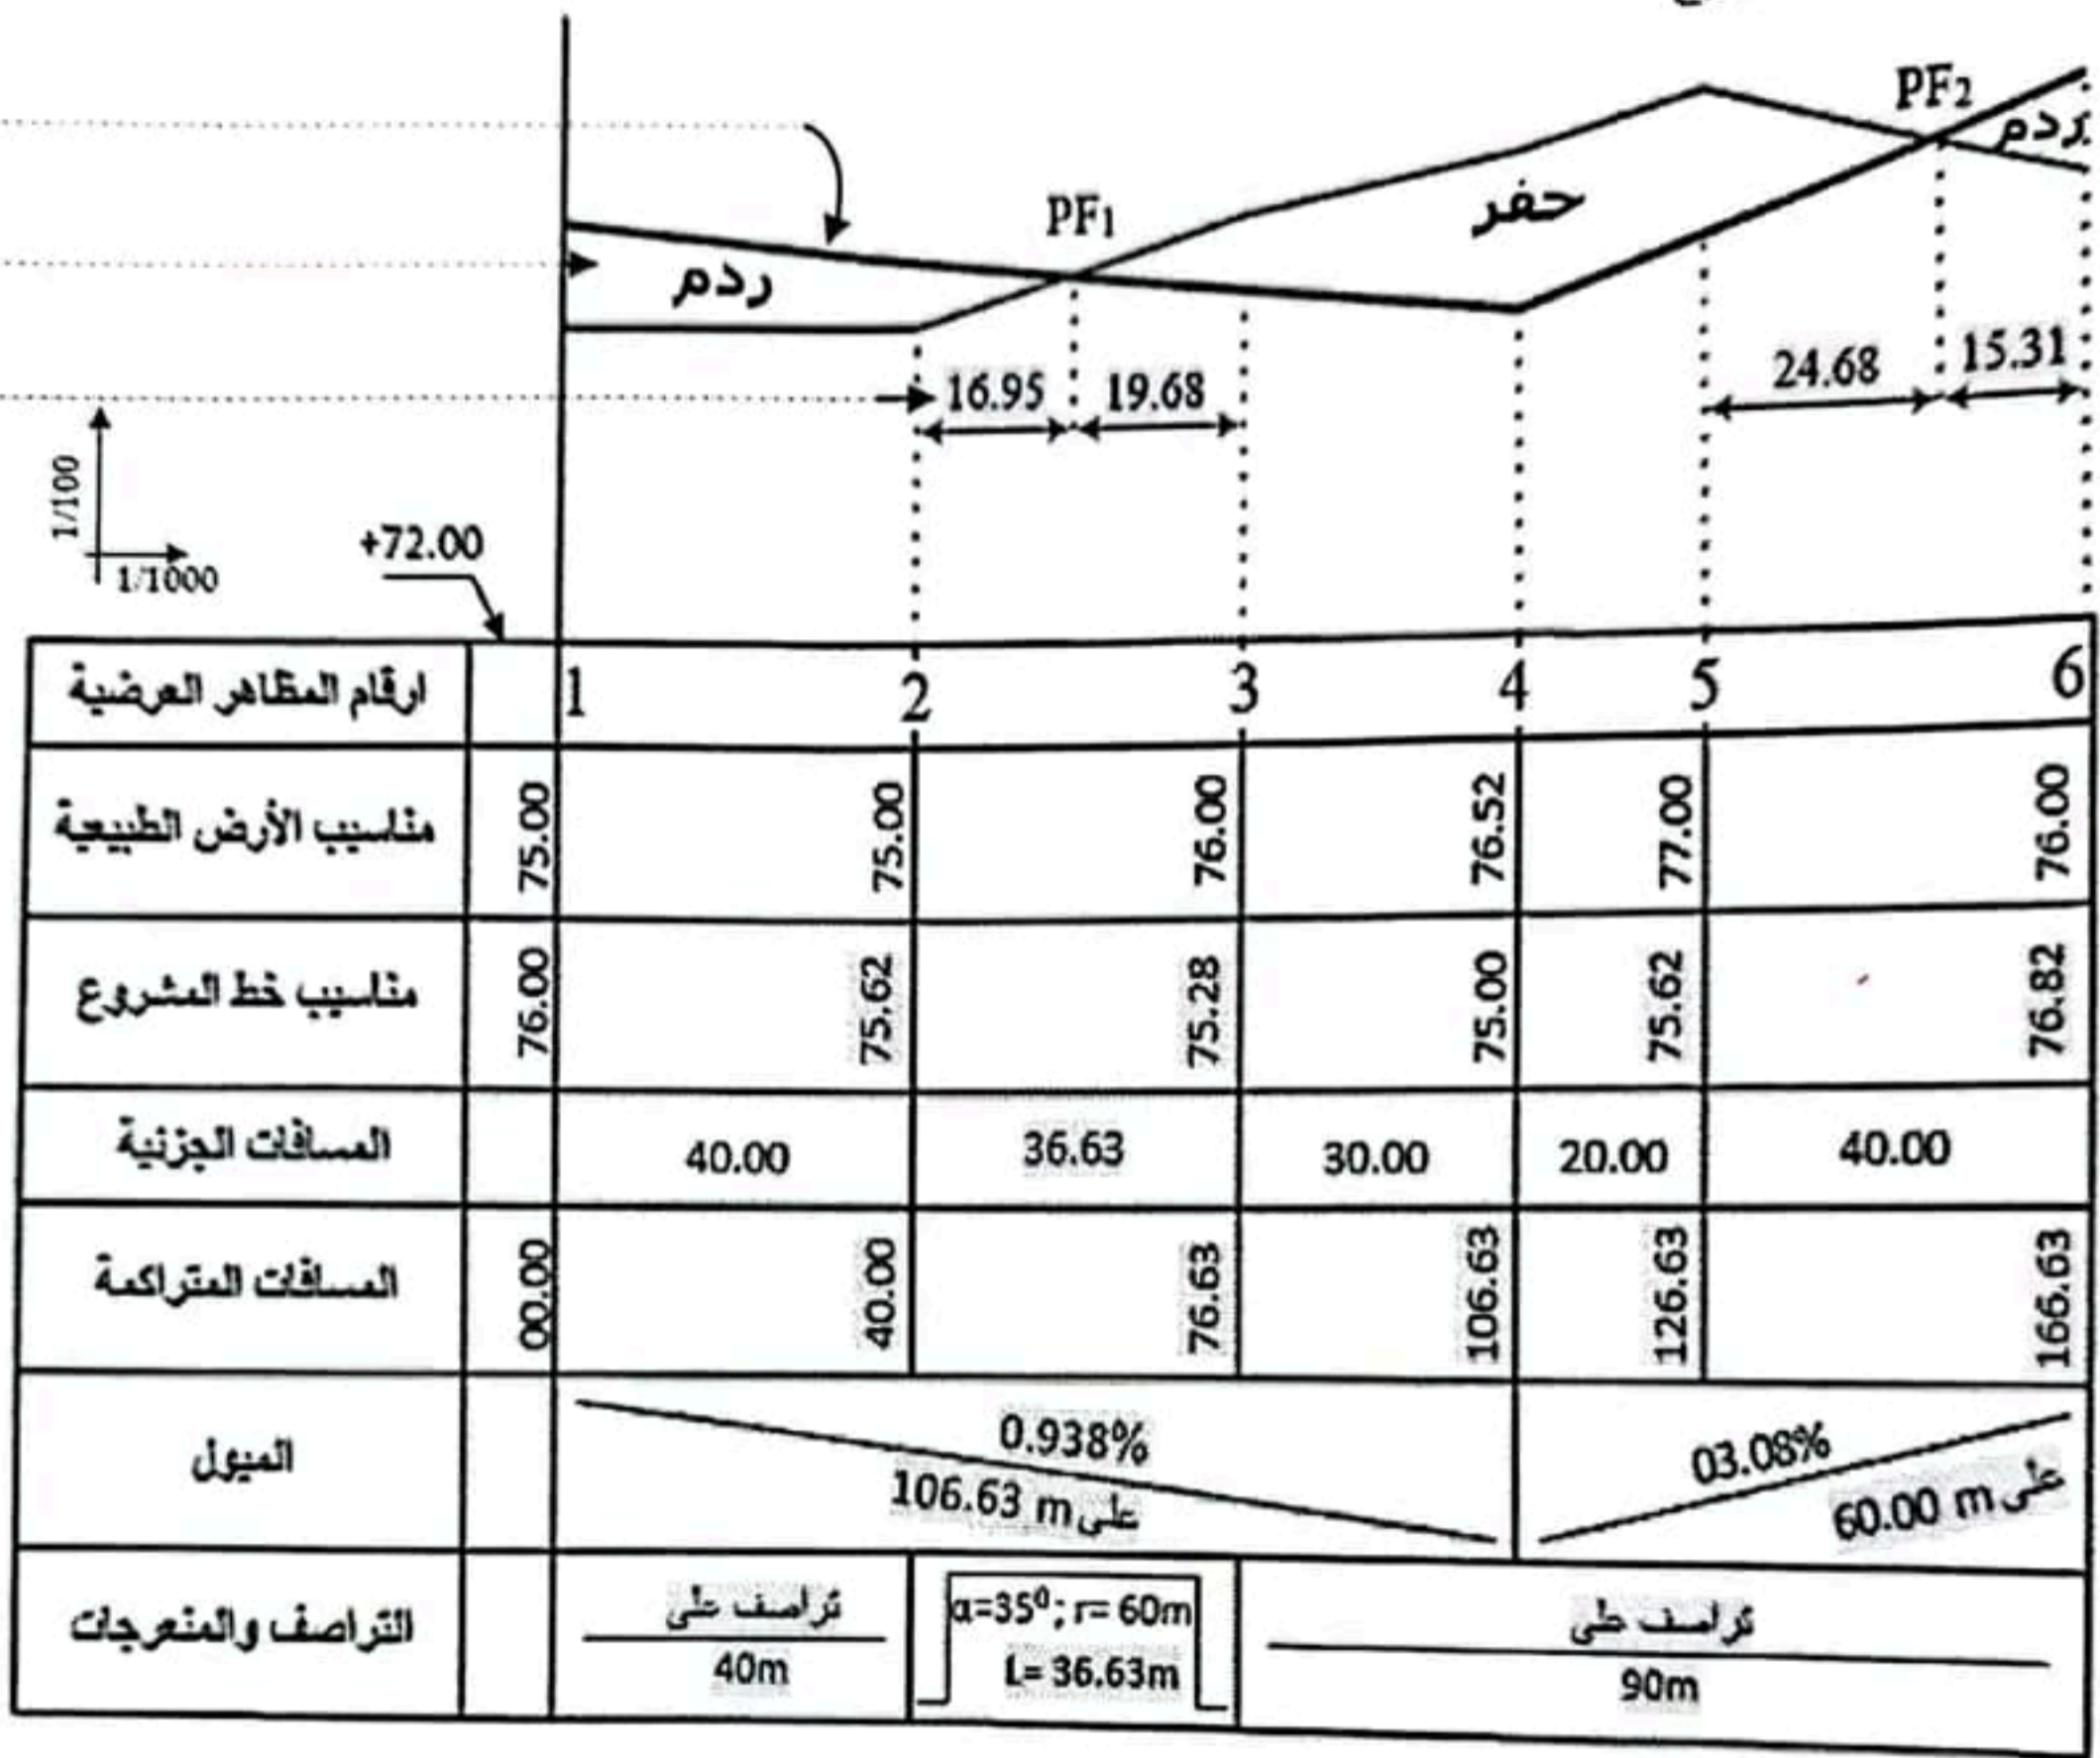 PF2
ردم
PF1
حفر
ردم
16.95 19.68
24.68 15.31
1/100
1/1000
+72.00
ارقام المظاهر العرضية 1 2 3 4 5 6
مناسيب الأرض الطبيعية 75.00 75.00 76.00 76.52 77.00 76.00
مناسيب خط المشروع 76.00 75.62 75.28 75.00 75.62 76.82
المسافات الجزئية 40.00 36.63 30.00 20.00 40.00
المسافات المتراكمة 00.00 40.00 76.63 106.63 126.63 166.63
الميول
0.938%
على 106.63 m
03.08%
على 60.00 m
التراصف والمنعرجات
تراصف على
40m
α=35⁰; r= 60m
L= 36.63m
تراصف على
90m